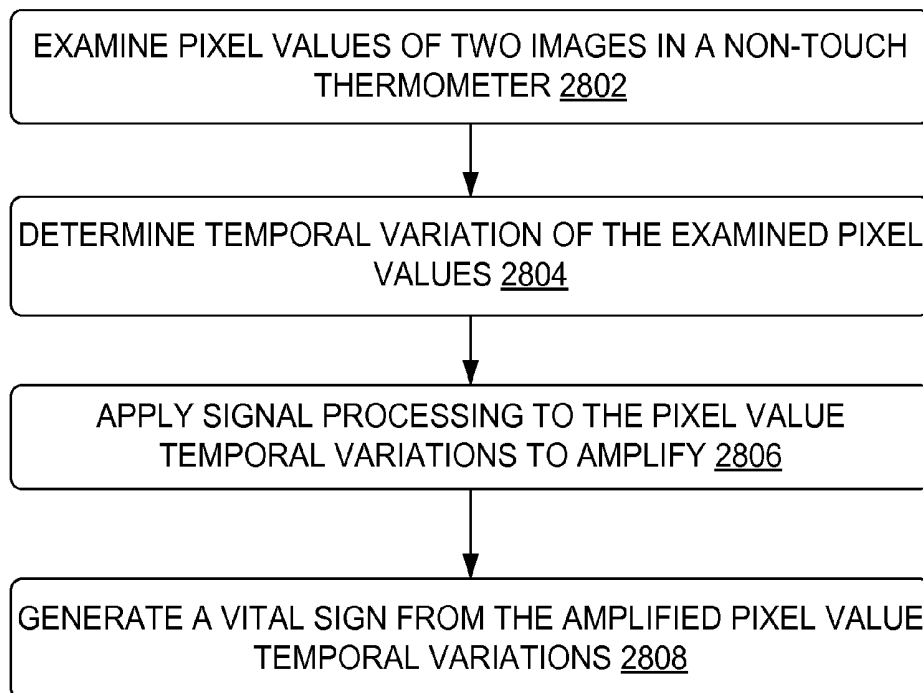 EXAMINE PIXEL VALUES OF TWO IMAGES IN A NON-TOUCH
THERMOMETER 2802
DETERMINE TEMPORAL VARIATION OF THE EXAMINED PIXEL
VALUES 2804
APPLY SIGNAL PROCESSING TO THE PIXEL VALUE
TEMPORAL VARIATIONS TO AMPLIFY 2806
GENERATE A VITAL SIGN FROM THE AMPLIFIED PIXEL VALUE
TEMPORAL VARIATIONS 2808